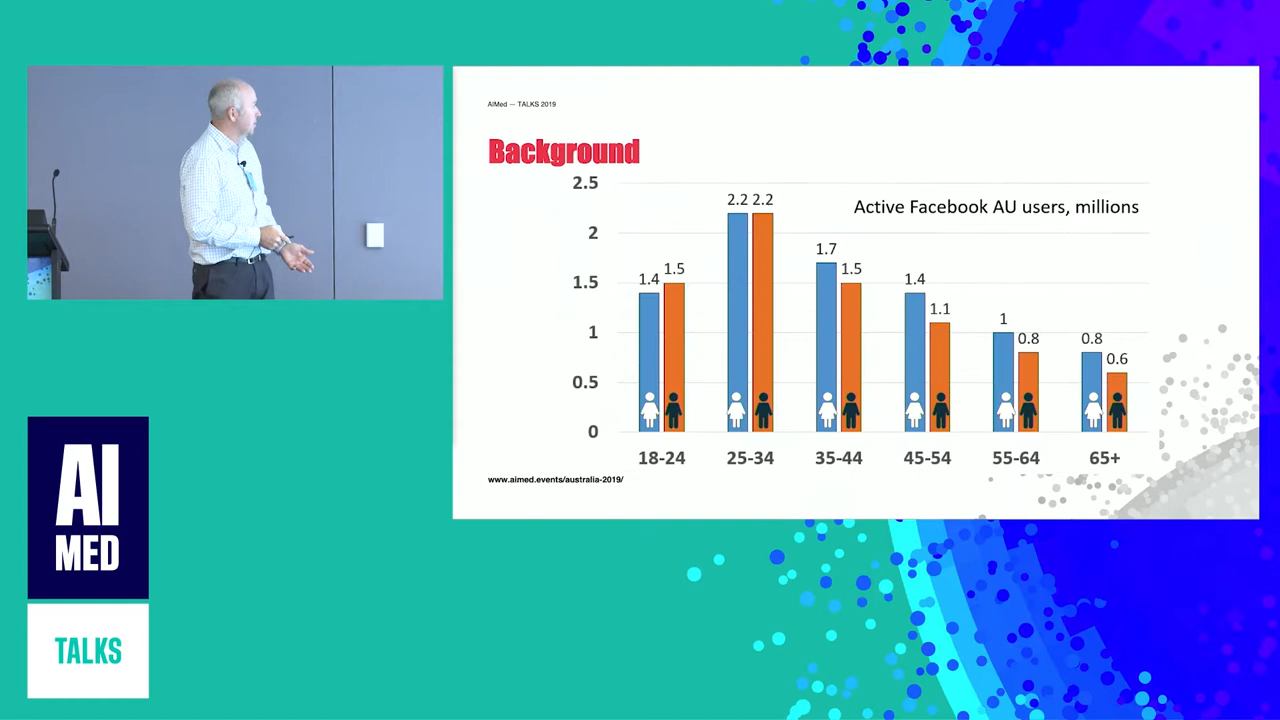 AIMed — TALKS 2019
Background
Active Facebook AU users, millions
2.5
2
1.5
1
0.5
0
1.4 1.5
2.2 2.2
1.7 1.5
1.4 1.1
1 0.8
0.8 0.6
18-24 25-34 35-44 45-54 55-64 65+
www.aimed.events/australia-2019/
AI
MED
TALKS